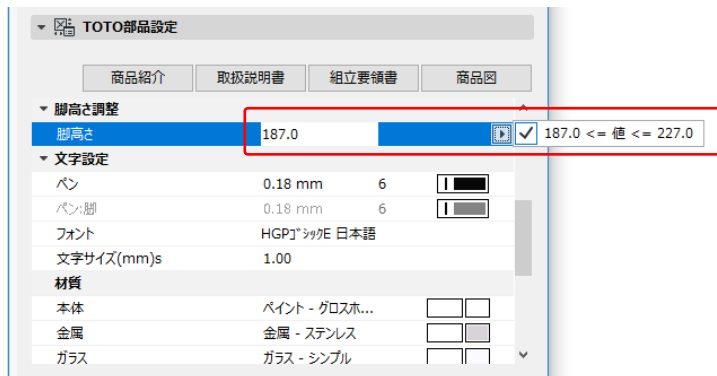 TOTO部品設定
商品紹介 取扱説明書 組立要領書 商品図
脚高さ調整
脚高さ 187.0 187.0 <= 値 <= 227.0
文字設定
ペン 0.18 mm 6
ペン:脚 0.18 mm 6
フォント HGPｺﾞｼｯｸE 日本語
文字サイズ(mm)s 1.00
材質
本体 ペイント - グロスホ...
金属 金属 - ステンレス
ガラス ガラス - シンプル